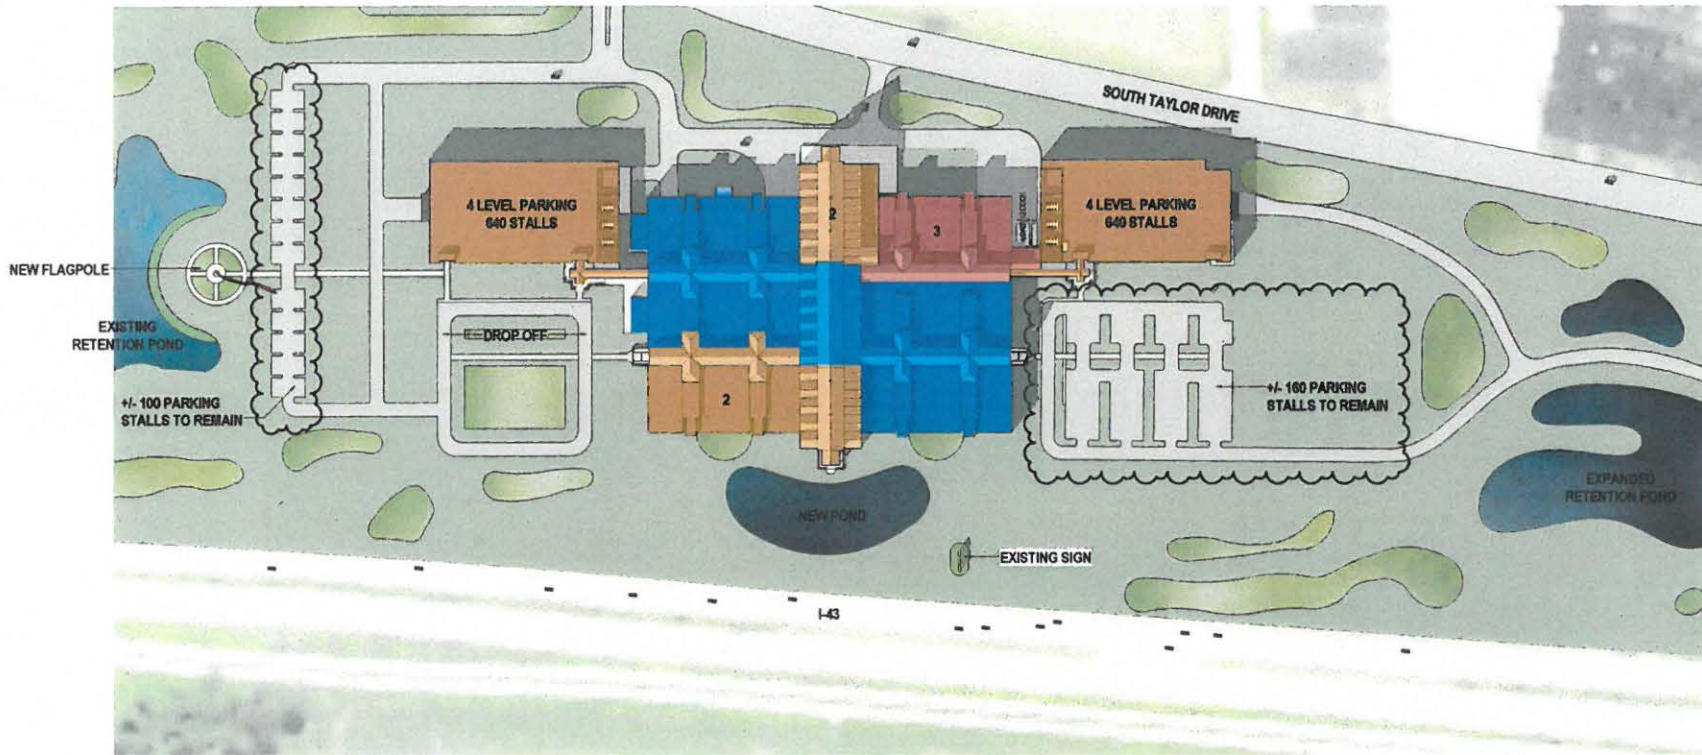 SOUTH TAYLOR DRIVE
4 LEVEL PARKING
640 STALLS
2
3
4 LEVEL PARKING
640 STALLS
NEW FLAGPOLE
EXISTING
RETENTION POND
DROP OFF
+/- 100 PARKING
STALLS TO REMAIN
2
+/- 160 PARKING
STALLS TO REMAIN
EXPANDED
RETENTION POND
NEW POND
EXISTING SIGN
I-43